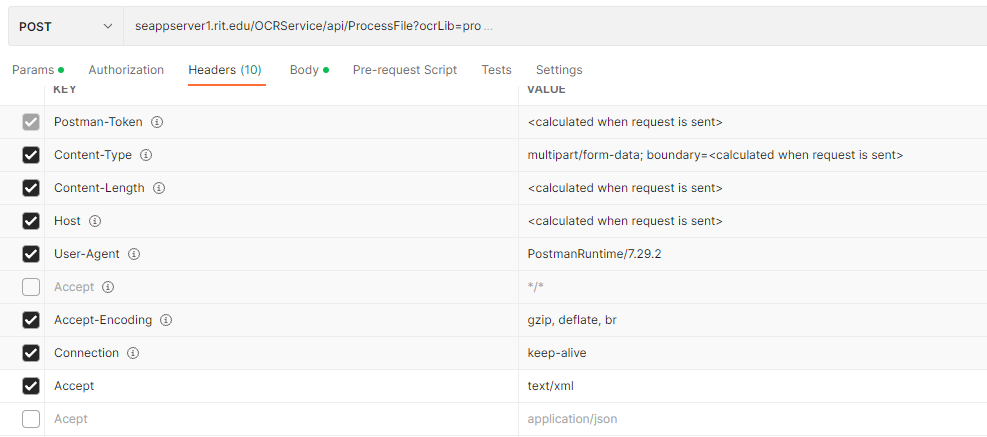 POST seappserver1.rit.edu/OCRService/api/ProcessFile?ocrLib=pro ...
Params Authorization Headers (10) Body Pre-request Script Tests Settings
KEY VALUE
Postman-Token <calculated when request is sent>
Content-Type multipart/form-data; boundary=<calculated when request is sent>
Content-Length <calculated when request is sent>
Host <calculated when request is sent>
User-Agent PostmanRuntime/7.29.2
Accept */*
Accept-Encoding gzip, deflate, br
Connection keep-alive
Accept text/xml
Acept application/json